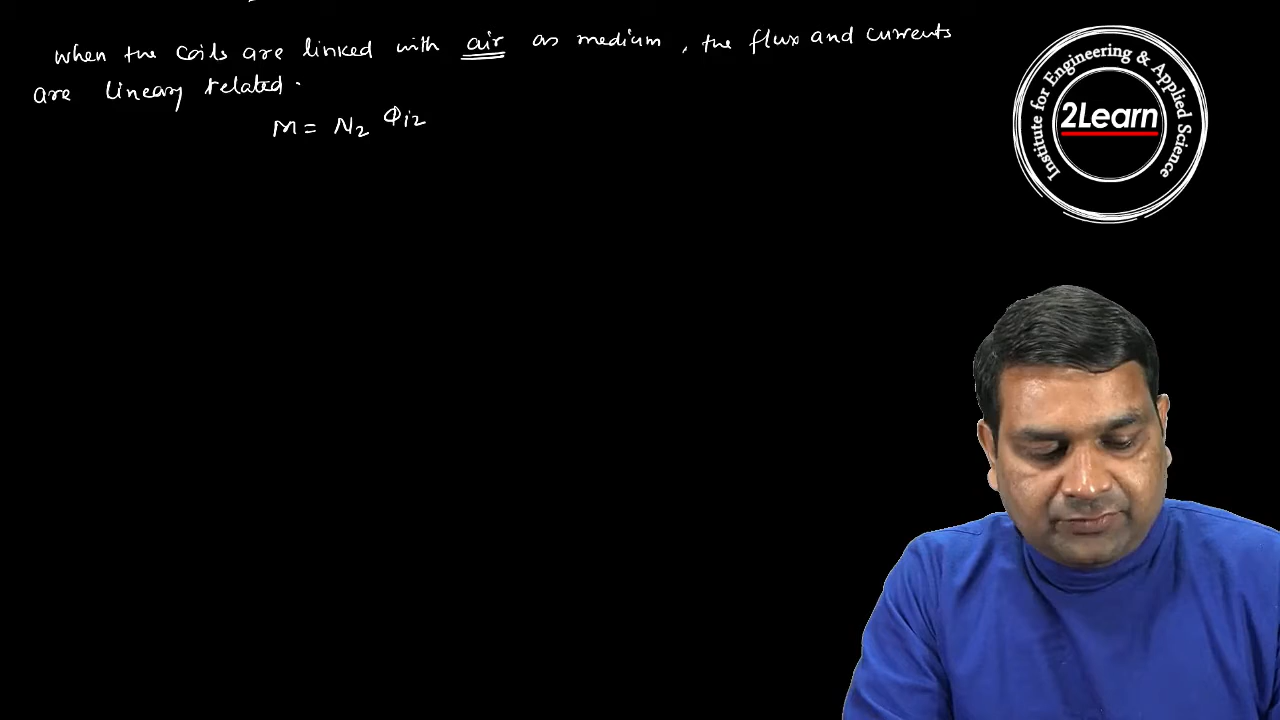 When the coils are linked with air as medium, the flux and currents
are lineary related.
M = N2 Φ12
Institute for Engineering & Applied Science
2Learn